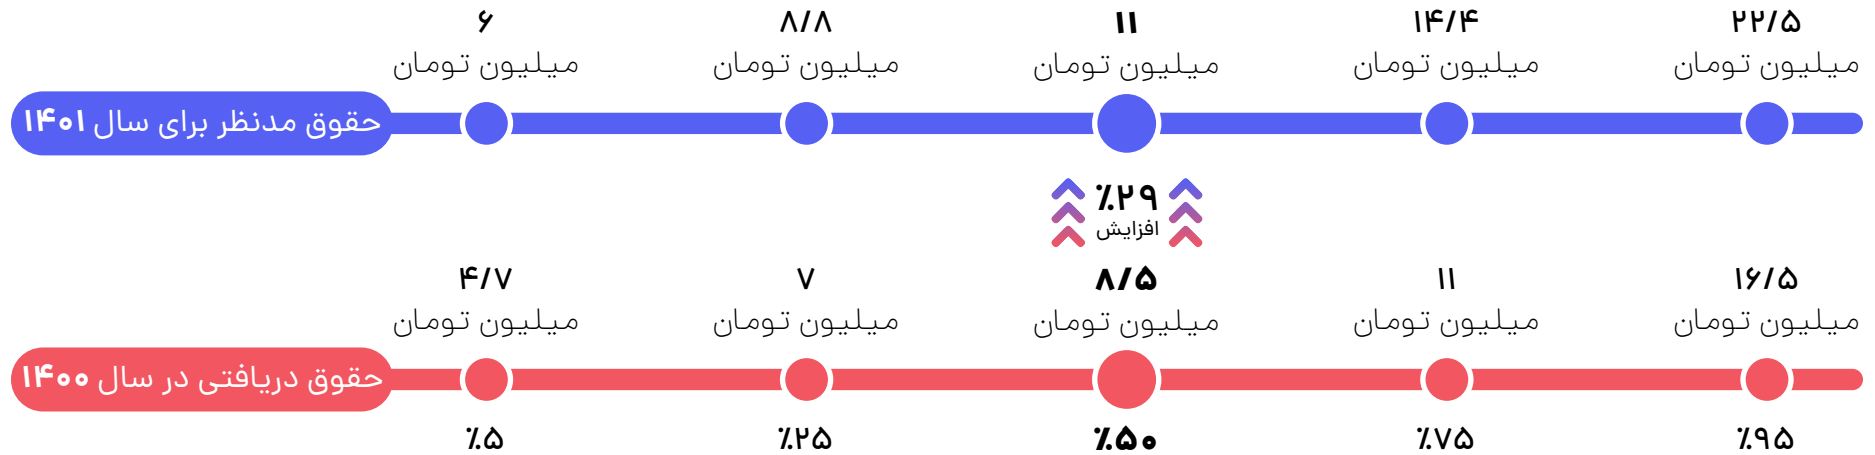 ۶
میلیون تومان
۸/۸
میلیون تومان
۱۱
میلیون تومان
۱۴/۴
میلیون تومان
۲۲/۵
میلیون تومان
حقوق مدنظر برای سال ۱۴۰۱
٪۲۹
افزایش
۴/۷
میلیون تومان
۷
میلیون تومان
۸/۵
میلیون تومان
۱۱
میلیون تومان
۱۶/۵
میلیون تومان
حقوق دریافتی در سال ۱۴۰۰
٪۵
٪۲۵
٪۵۰
٪۷۵
٪۹۵